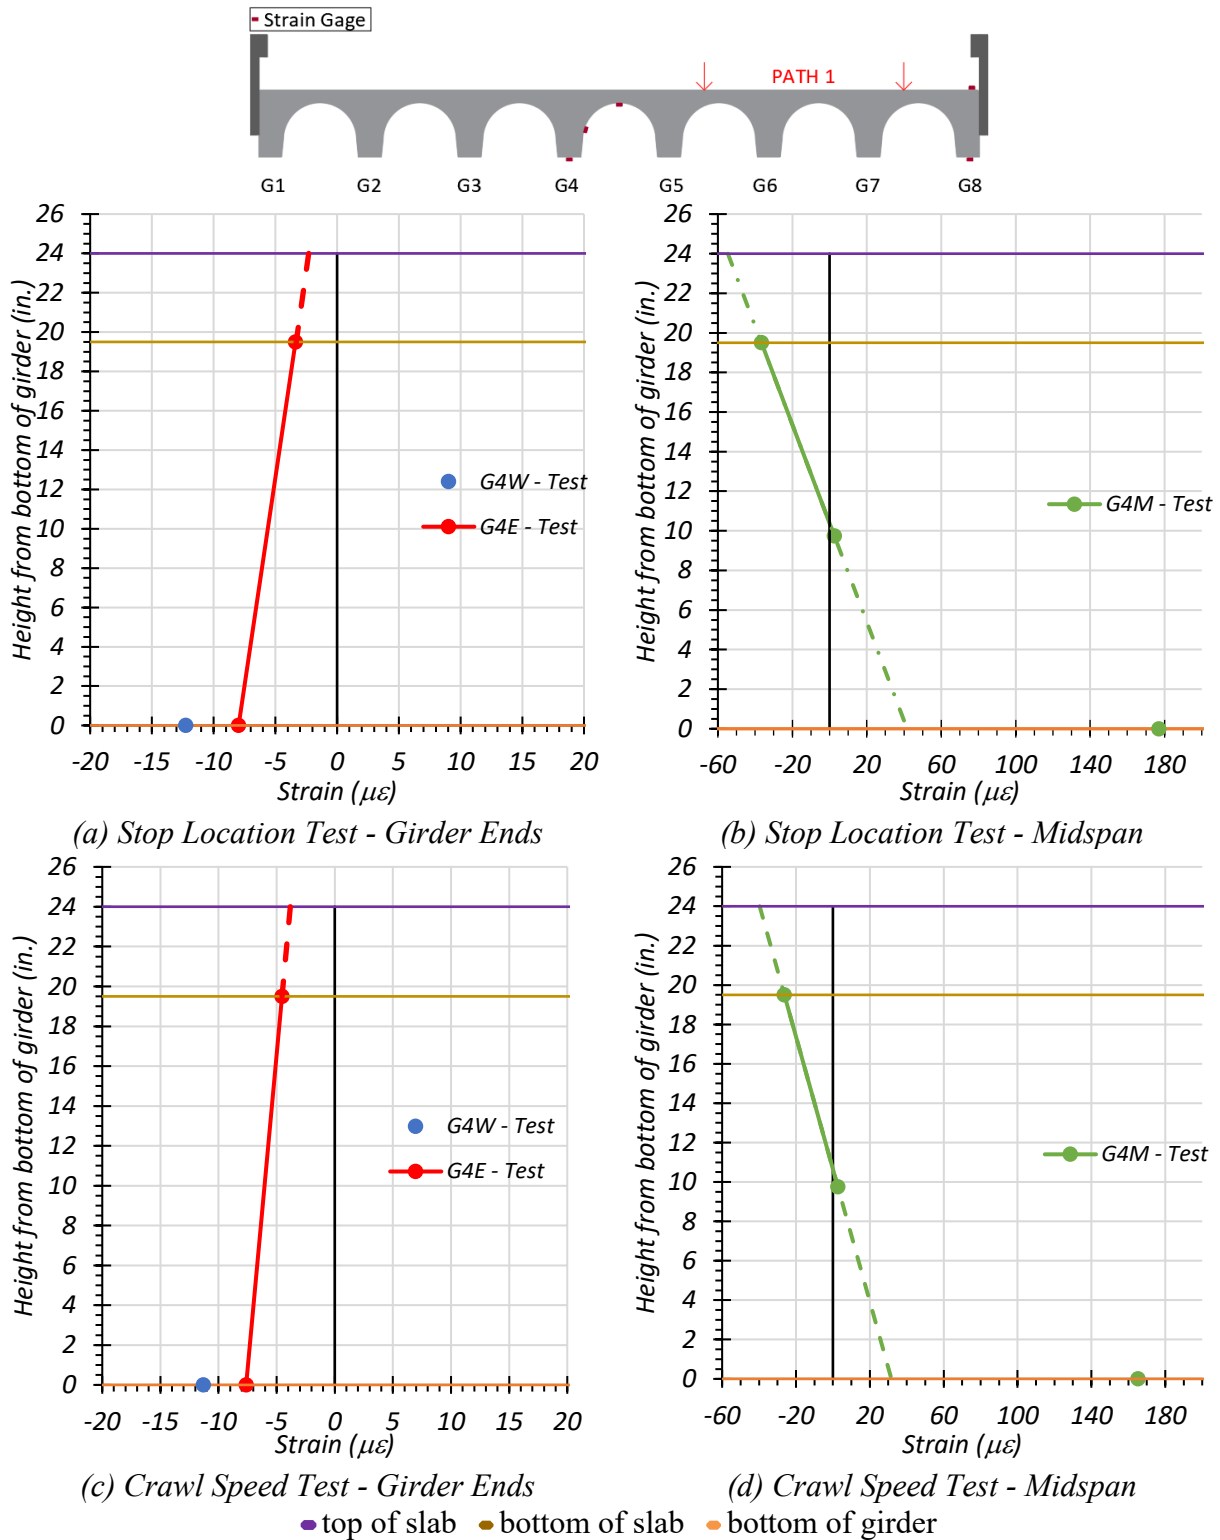 Strain Gage
PATH 1
G1 G2 G3 G4 G5 G6 G7 G8
Height from bottom of girder (in.)
26
24
22
20
18
16
14
12
10
8
6
4
2
0
-20 -15 -10 -5 0 5 10 15 20
Strain (με)
G4W - Test
G4E - Test
(a) Stop Location Test - Girder Ends
Height from bottom of girder (in.)
26
24
22
20
18
16
14
12
10
8
6
4
2
0
-60 -20 20 60 100 140 180
Strain (με)
G4M - Test
(b) Stop Location Test - Midspan
Height from bottom of girder (in.)
26
24
22
20
18
16
14
12
10
8
6
4
2
0
-20 -15 -10 -5 0 5 10 15 20
Strain (με)
G4W - Test
G4E - Test
(c) Crawl Speed Test - Girder Ends
Height from bottom of girder (in.)
26
24
22
20
18
16
14
12
10
8
6
4
2
0
-60 -20 20 60 100 140 180
Strain (με)
G4M - Test
(d) Crawl Speed Test - Midspan
top of slab bottom of slab bottom of girder